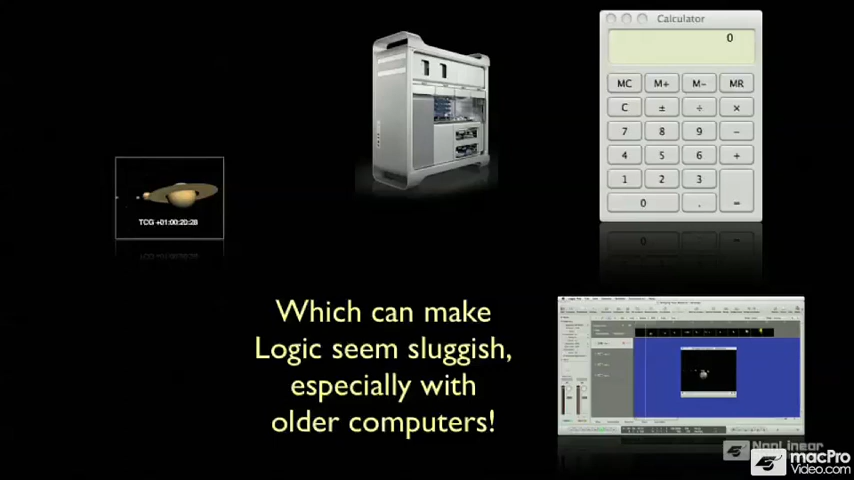 Calculator
0
MC M+ M- MR
C ± ÷ ×
7 8 9 −
4 5 6 +
1 2 3
0 . =
TCG +01:00:20:28
Which can make
Logic seem sluggish,
especially with
older computers!
NonLinear
macPro
Video.com